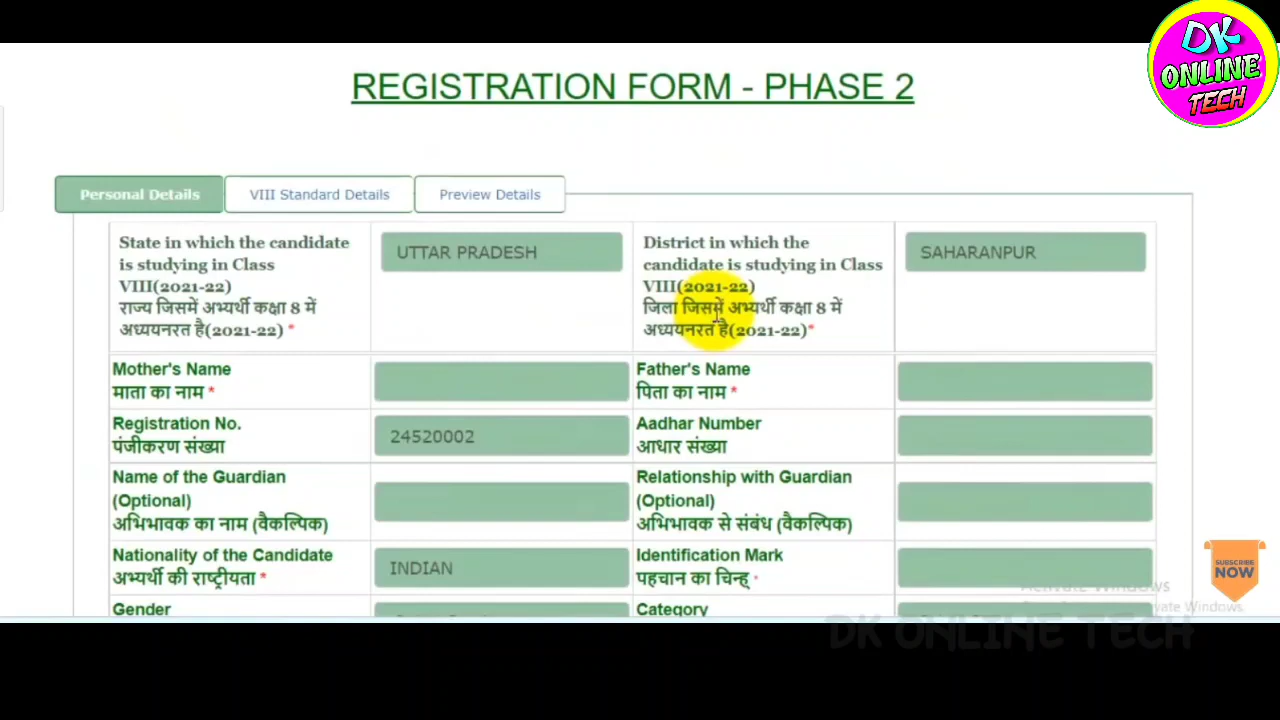 DK
ONLINE
TECH
REGISTRATION FORM - PHASE 2
Personal Details
VIII Standard Details
Preview Details
State in which the candidate
is studying in Class
VIII(2021-22)
राज्य जिसमें अभ्यर्थी कक्षा 8 में
अध्ययनरत है(2021-22) *
UTTAR PRADESH
District in which the
candidate is studying in Class
VIII(2021-22)
जिला जिसमें अभ्यर्थी कक्षा 8 में
अध्ययनरत है(2021-22)*
SAHARANPUR
Mother's Name
माता का नाम *
Father's Name
पिता का नाम *
Registration No.
पंजीकरण संख्या
24520002
Aadhar Number
आधार संख्या
Name of the Guardian
(Optional)
अभिभावक का नाम (वैकल्पिक)
Relationship with Guardian
(Optional)
अभिभावक से संबंध (वैकल्पिक)
Nationality of the Candidate
अभ्यर्थी की राष्ट्रीयता *
INDIAN
Identification Mark
पहचान का चिन्ह् *
SUBSCRIBE
NOW
Activate Windows
Gender
Category
DK ONLINE TECH